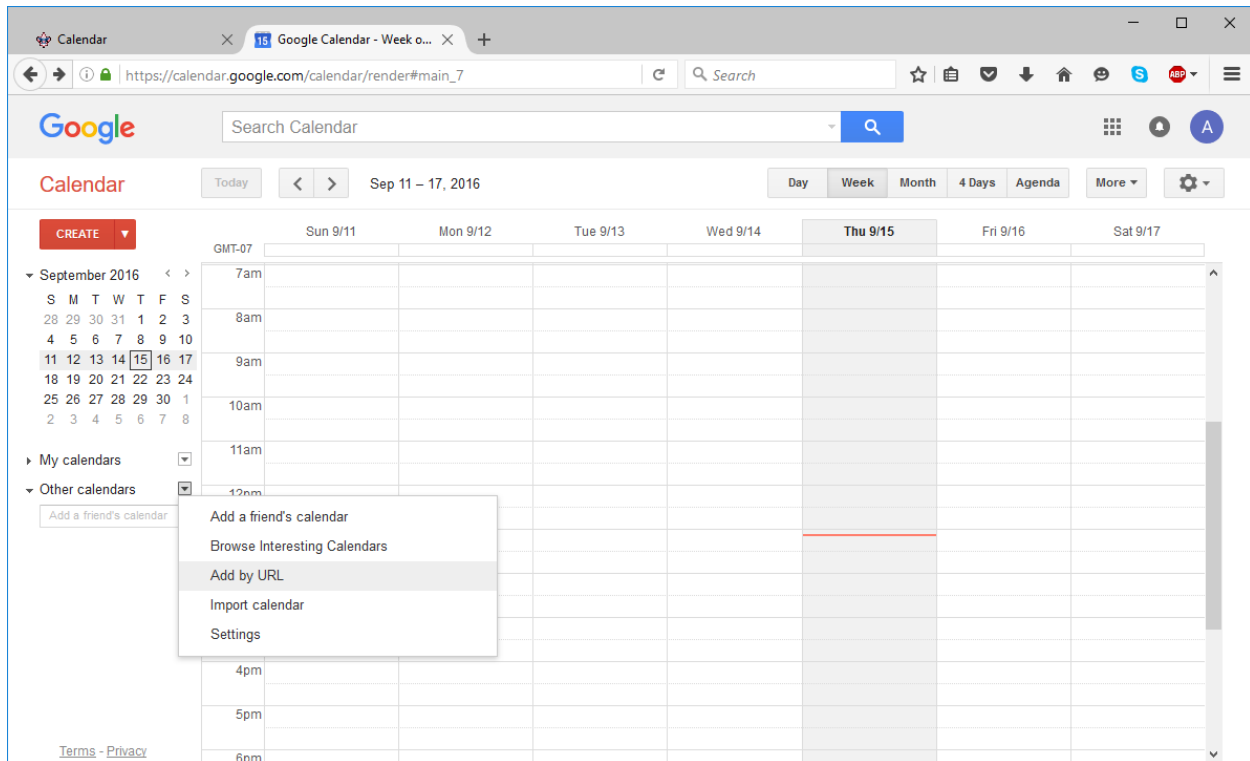 Calendar
15 Google Calendar - Week o...
https://calendar.google.com/calendar/render#main_7
Search
S
ABP
Google
Search Calendar
A
Calendar
Today
Sep 11 – 17, 2016
Day Week Month 4 Days Agenda
More
CREATE
Sun 9/11 Mon 9/12 Tue 9/13 Wed 9/14 Thu 9/15 Fri 9/16 Sat 9/17
GMT-07
September 2016
S M T W T F S
28 29 30 31 1 2 3
4 5 6 7 8 9 10
11 12 13 14 15 16 17
18 19 20 21 22 23 24
25 26 27 28 29 30 1
2 3 4 5 6 7 8
My calendars
Other calendars
Add a friend's calendar
7am
8am
9am
10am
11am
12pm
Add a friend's calendar
Browse Interesting Calendars
Add by URL
Import calendar
Settings
4pm
5pm
6pm
Terms - Privacy